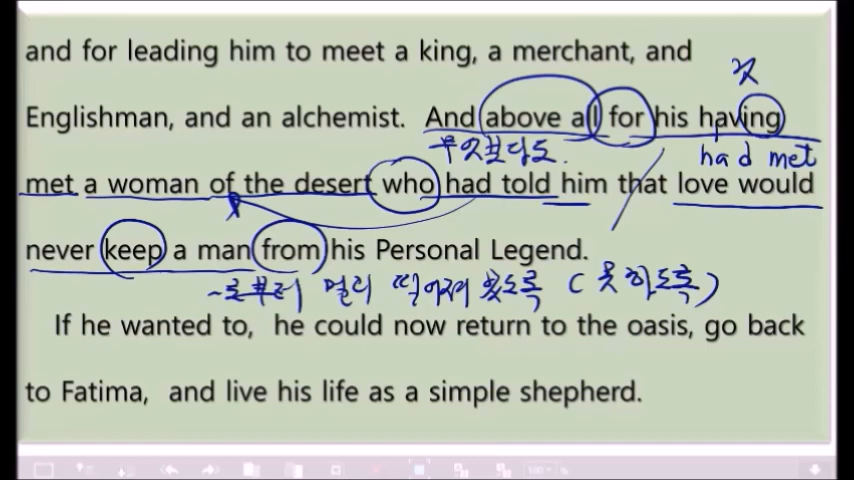 and for leading him to meet a king, a merchant, and
것
Englishman, and an alchemist. And above all for his having
무엇보다도. had met
met a woman of the desert who had told him that love would
never keep a man from his Personal Legend.
~로부터 멀리 떨어져 있도록 (못하도록)
If he wanted to, he could now return to the oasis, go back
to Fatima, and live his life as a simple shepherd.